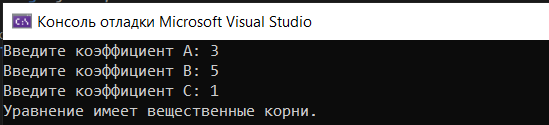 Консоль отладки Microsoft Visual Studio
Введите коэффициент A: 3
Введите коэффициент B: 5
Введите коэффициент C: 1
Уравнение имеет вещественные корни.